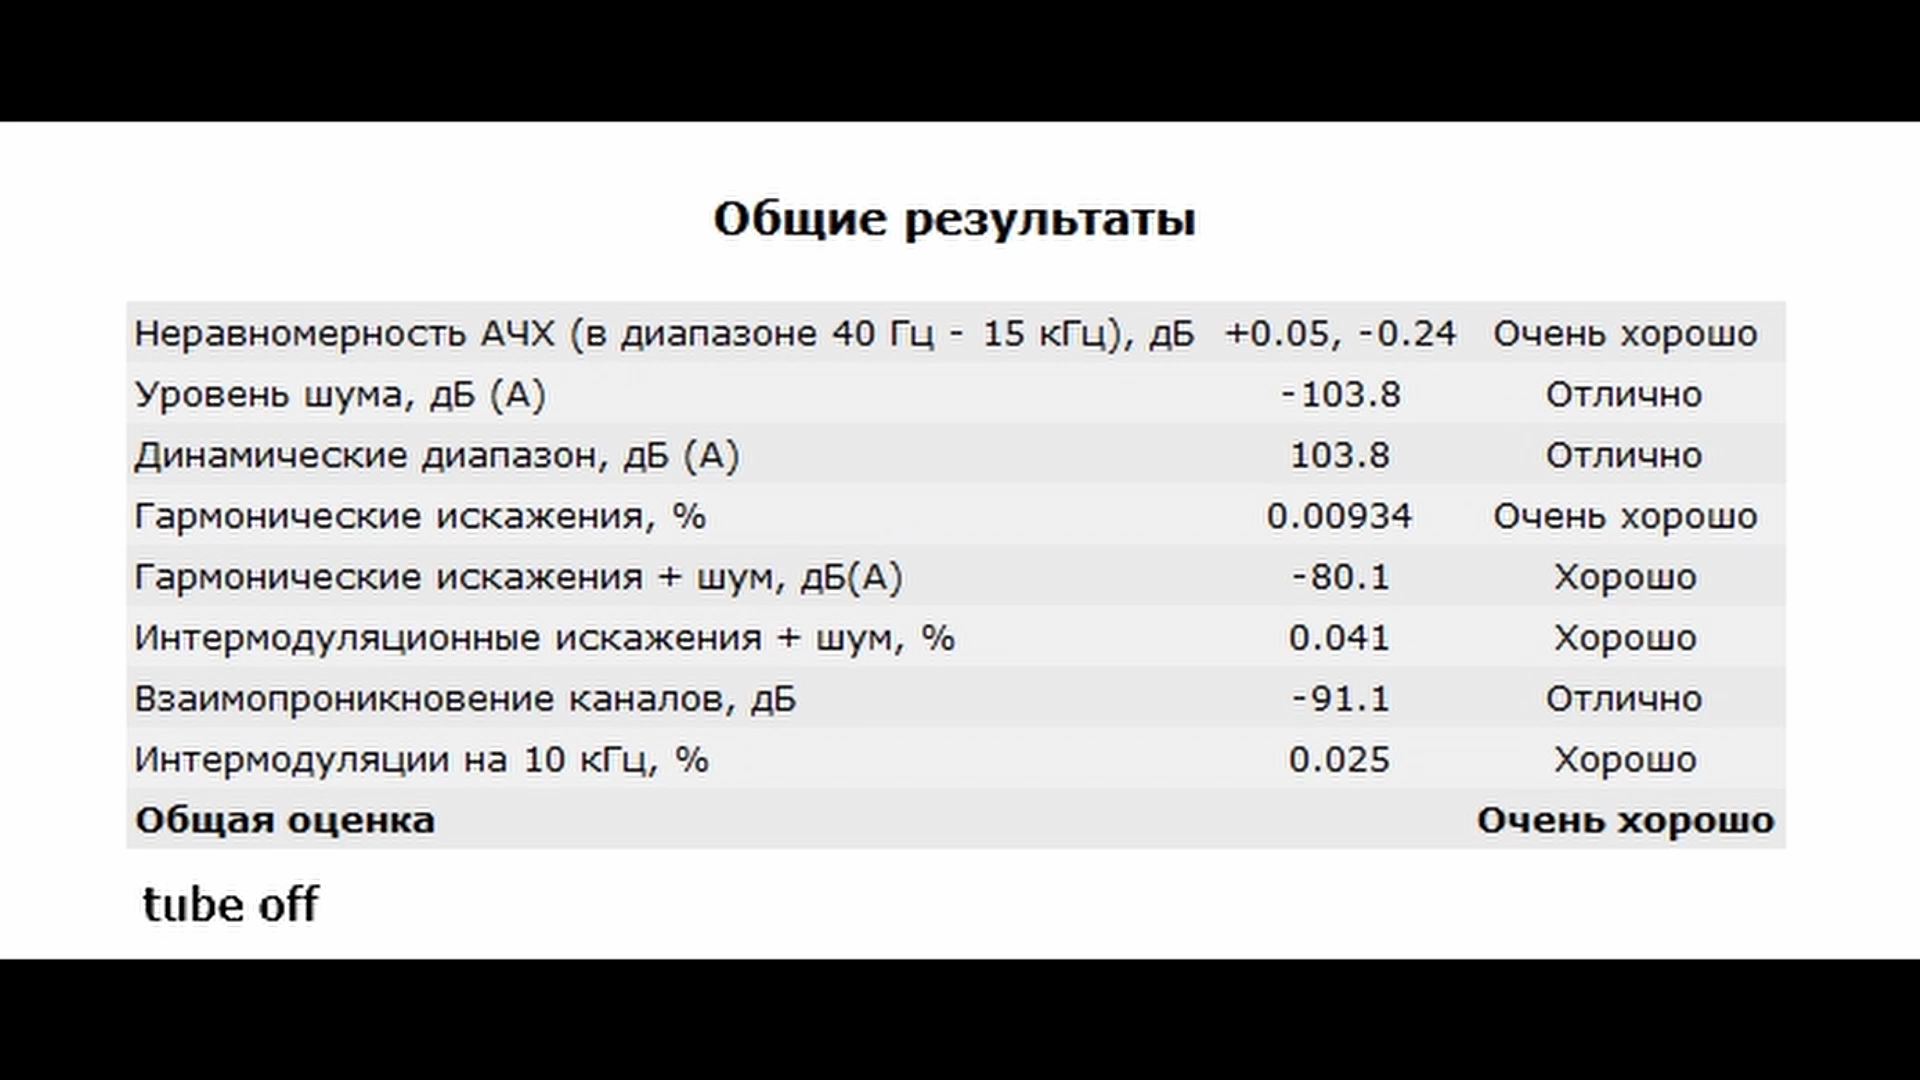 Общие результаты
Неравномерность АЧХ (в диапазоне 40 Гц - 15 кГц), дБ +0.05, -0.24 Очень хорошо
Уровень шума, дБ (А) -103.8 Отлично
Динамический диапазон, дБ (А) 103.8 Отлично
Гармонические искажения, % 0.00934 Очень хорошо
Гармонические искажения + шум, дБ(А) -80.1 Хорошо
Интермодуляционные искажения + шум, % 0.041 Хорошо
Взаимопроникновение каналов, дБ -91.1 Отлично
Интермодуляции на 10 кГц, % 0.025 Хорошо
Общая оценка Очень хорошо
tube off